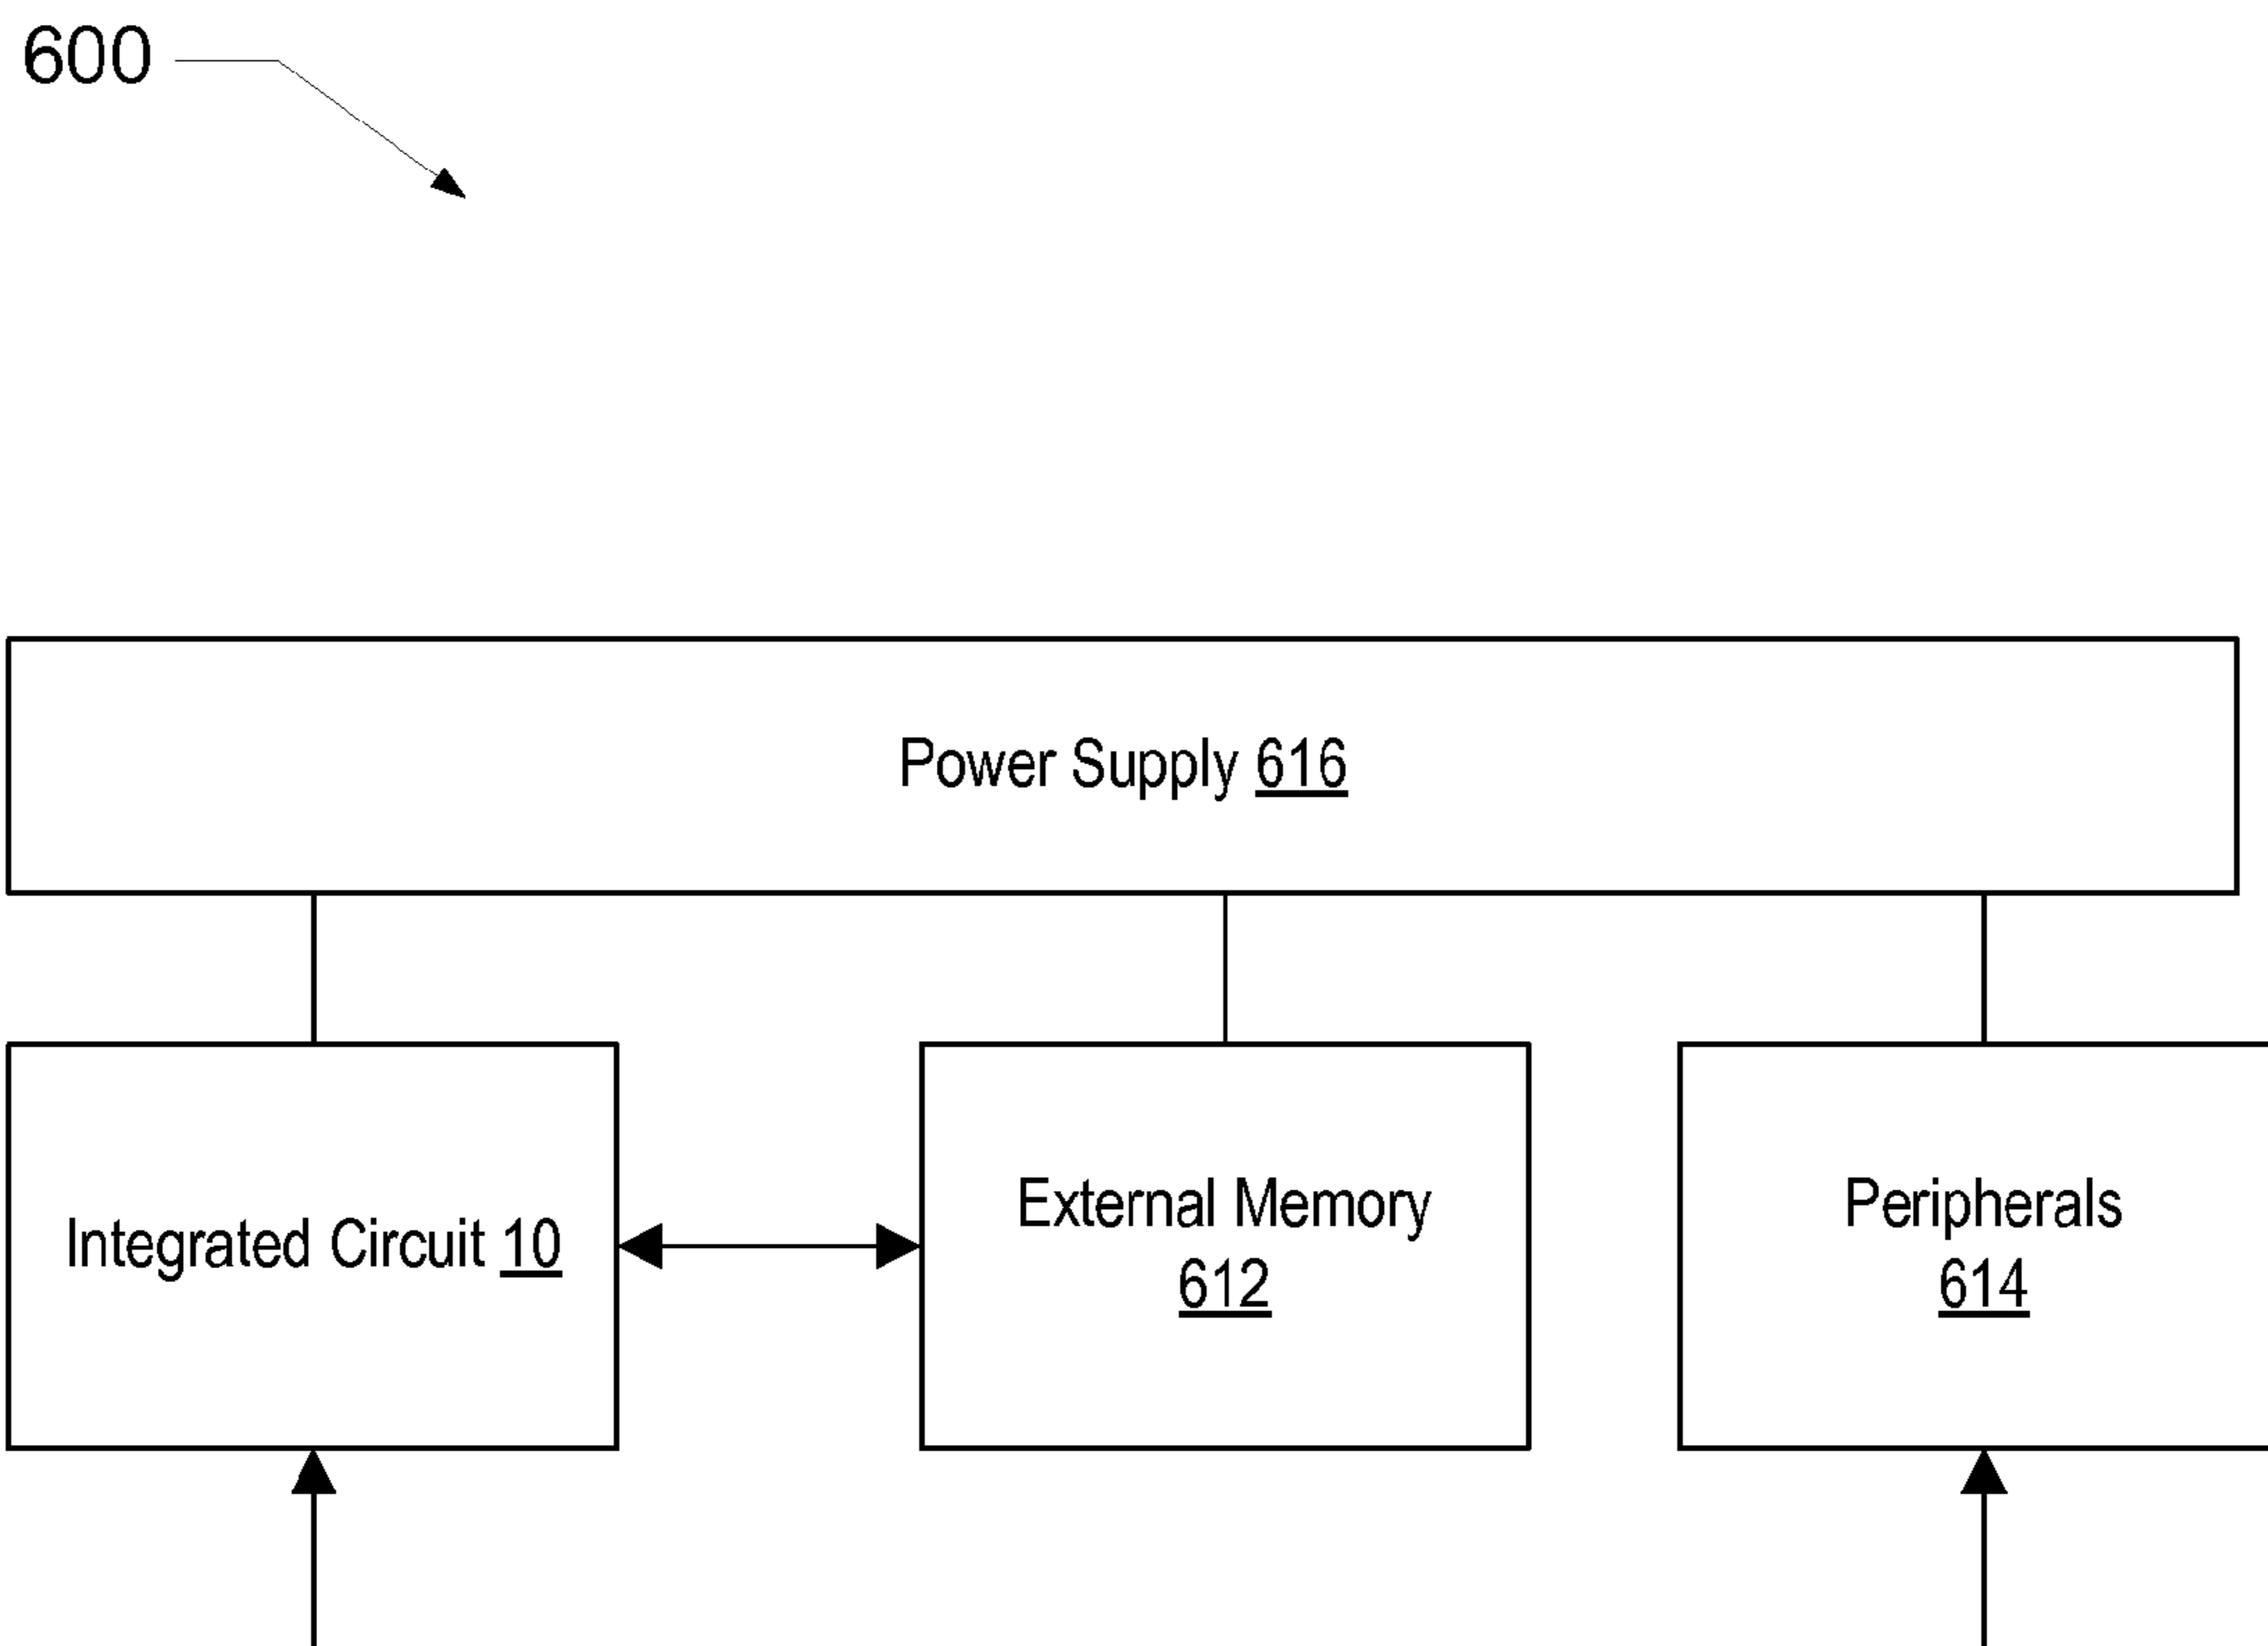 600
Power Supply 616
Integrated Circuit 10
External Memory
612
Peripherals
614